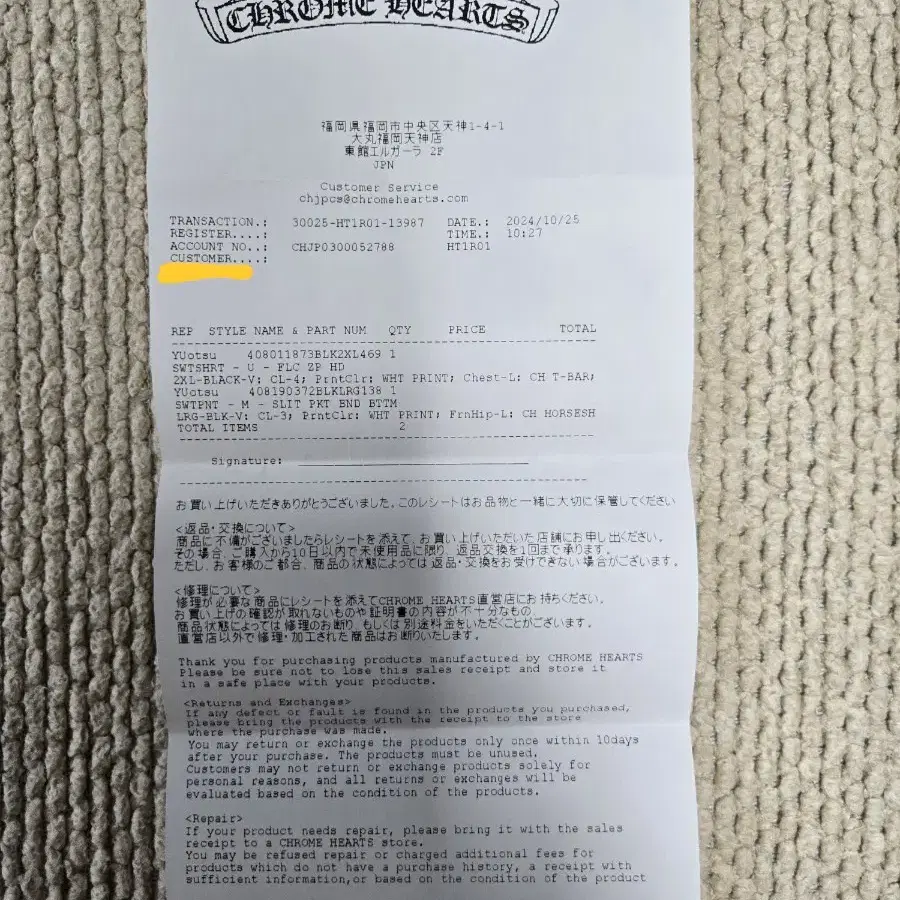 CHROME HEARTS
福岡県福岡市中央区天神1-4-1
大丸福岡天神店
東館エルガーラ 2F
JPN
Customer Service
chjpcs@chromehearts.com
TRANSACTION.: 30025-HT1R01-13987 DATE.: 2024/10/25
REGISTER....: TIME.: 10:27
ACCOUNT NO..: CHJP0300052788 HT1R01
CUSTOMER....:
REP STYLE NAME & PART NUM QTY PRICE TOTAL
YUotsu 408011873BLK2XL469 1
SWTSHRT - U - FLC ZP HD
2XL-BLACK-V: CL-4; PrntClr: WHT PRINT; Chest-L: CH T-BAR;
YUotsu 408190372BLKLRG138 1
SWTPNT - M - SLIT PKT BND BTTM
LRG-BLK-V: CL-3; PrntClr: WHT PRINT; FrnHip-L: CH HORSESH
TOTAL ITEMS 2
Signature:
お買い上げいただきありがとうございました。このレシートはお品物と一緒に大切に保管してください
<返品・交換について>
商品に不備がございましたらレシートを添えて、お買い上げいただいた店舗にお申し出ください。
その場合、ご購入から10日以内で未使用品に限り、返品交換を1回まで承ります。
ただし、お客様のご都合、商品の状態によっては返品・交換をお受けできない場合がございます。
<修理について>
修理が必要な商品にレシートを添えてCHROME HEARTS直営店にお持ちください。
お買い上げの確認が取れないものや証明書の内容が不十分なもの、
商品状態によっては修理のお断り、もしくは別途料金をいただくことがございます。
直営店以外で修理・加工された商品はお断りいたします。
Thank you for purchasing products manufactured by CHROME HEARTS
Please be sure not to lose this sales receipt and store it
in a safe place with your products.
<Returns and Exchanges>
If any defect or fault is found in the products you purchased,
please bring the products with the receipt to the store
where the purchase was made.
You may return or exchange the products only once within 10days
after your purchase. The products must be unused.
Customers may not return or exchange products solely for
personal reasons, and all returns or exchanges will be
evaluated based on the condition of the products.
<Repair>
If your product needs repair, please bring it with the sales
receipt to a CHROME HEARTS store.
You may be refused repair or charged additional fees for
products which do not have a purchase history, a receipt with
sufficient information,or based on the condition of the product